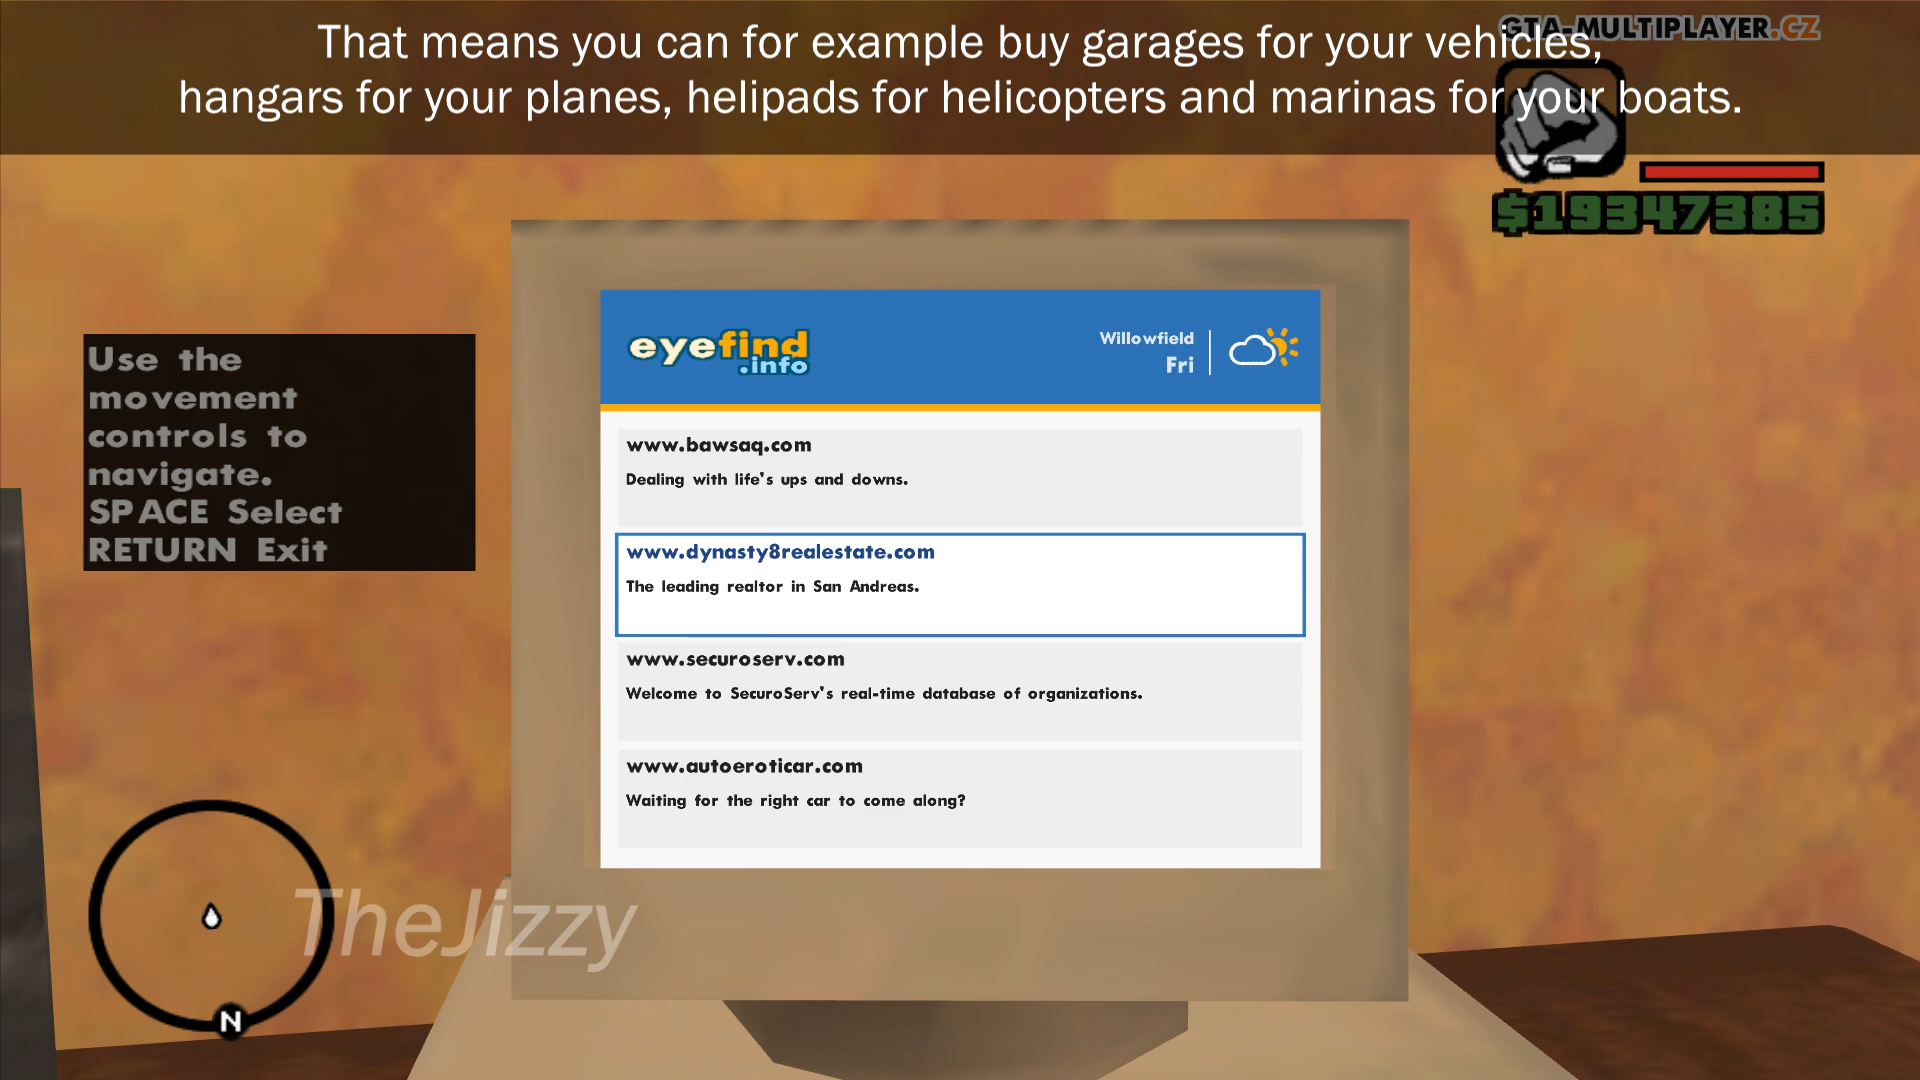 That means you can for example buy garages for your vehicles,
hangars for your planes, helipads for helicopters and marinas for your boats.
GTA-MULTIPLAYER.CZ
$19347385
Use the
movement
controls to
navigate.
SPACE Select
RETURN Exit
eyefind
.info
Willowfield
Fri
www.bawsaq.com
Dealing with life's ups and downs.
www.dynasty8realestate.com
The leading realtor in San Andreas.
www.securoserv.com
Welcome to SecuroServ's real-time database of organizations.
www.autoeroticar.com
Waiting for the right car to come along?
TheJizzy
N